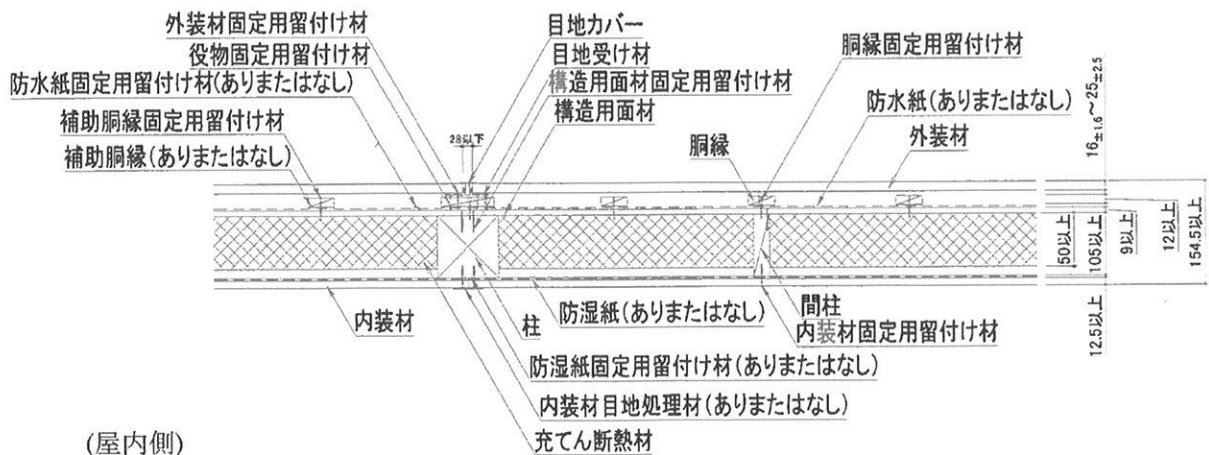 外装材固定用留付け材
役物固定用留付け材
防水紙固定用留付け材(ありまたはなし)
補助胴縁固定用留付け材
補助胴縁(ありまたはなし)
目地カバー
目地受け材
構造用面材固定用留付け材
構造用面材
28以下
胴縁固定用留付け材
防水紙(ありまたはなし)
外装材
胴縁
16±1.6～25±2.5
50以上
105以上
9以上
12以上
154.5以上
12.5以上
内装材
柱
防湿紙(ありまたはなし)
間柱
内装材固定用留付け材
防湿紙固定用留付け材(ありまたはなし)
内装材目地処理材(ありまたはなし)
充てん断熱材
(屋内側)